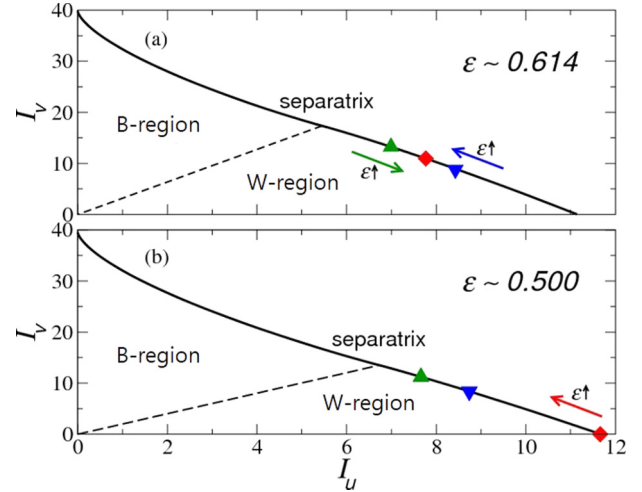 40
(a)
ε ~ 0.614
30
separatrix
I_v
20
B-region
ε↑
10
W-region
ε↑
0
40
(b)
ε ~ 0.500
30
separatrix
I_v
20
B-region
ε↑
10
W-region
0
0 2 4 6 8 10 12
I_u